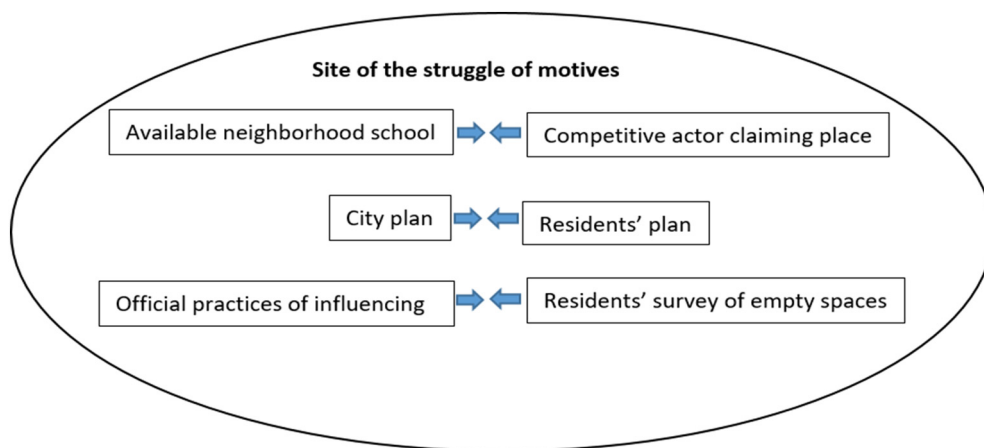 Site of the struggle of motives
Available neighborhood school
Competitive actor claiming place
City plan
Residents’ plan
Official practices of influencing
Residents’ survey of empty spaces